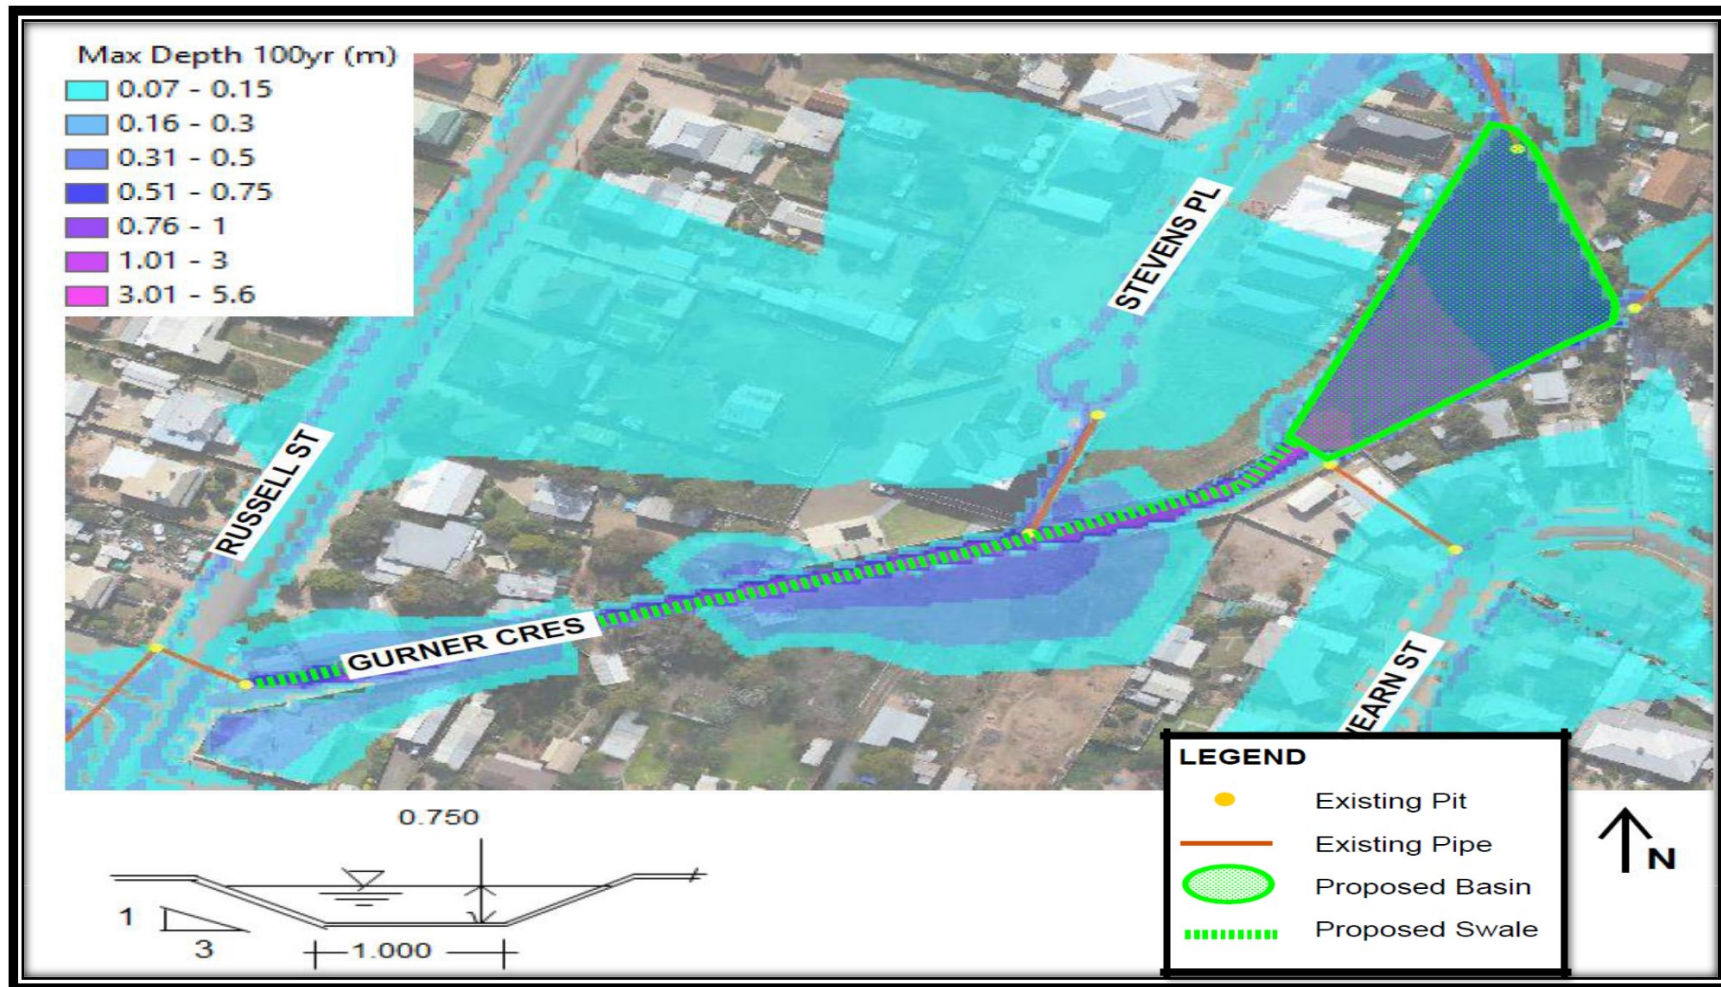 Max Depth 100yr (m)
0.07 - 0.15
0.16 - 0.3
0.31 - 0.5
0.51 - 0.75
0.76 - 1
1.01 - 3
3.01 - 5.6
STEVENS PL
RUSSELL ST
GURNER CRES
HEARN ST
LEGEND
Existing Pit
Existing Pipe
Proposed Basin
Proposed Swale
N
0.750
1
3
1.000